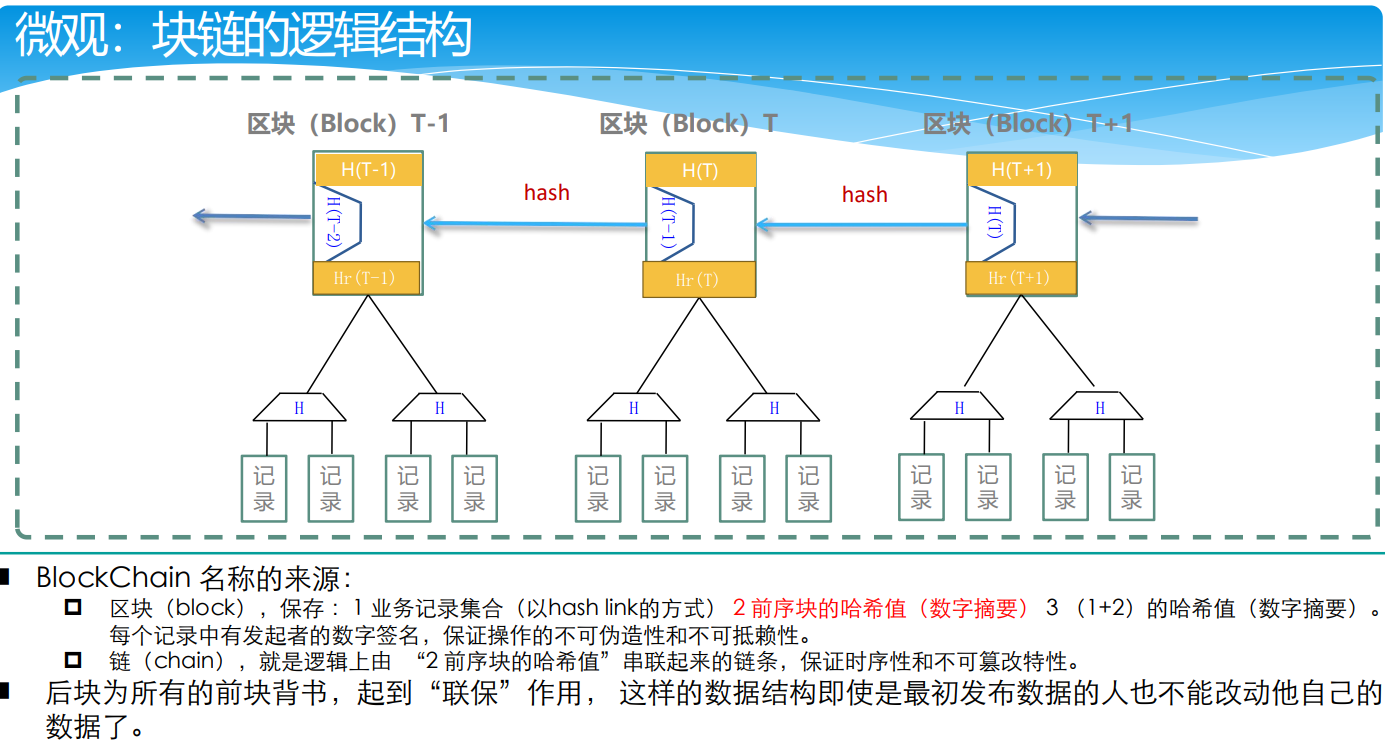 微观：块链的逻辑结构
区块（Block）T-1
区块（Block）T
区块（Block）T+1
H(T-1)
H(T)
H(T+1)
hash
hash
H(T-2)
H(T-1)
H(T)
Hr(T-1)
Hr(T)
Hr(T+1)
H
H
H
H
H
H
记录
记录
记录
记录
记录
记录
记录
记录
记录
记录
记录
记录
BlockChain 名称的来源：
区块（block），保存：1 业务记录集合（以hash link的方式） 2 前序块的哈希值（数字摘要） 3 （1+2）的哈希值（数字摘要）。
每个记录中有发起者的数字签名，保证操作的不可伪造性和不可抵赖性。
链（chain），就是逻辑上由 “2 前序块的哈希值”串联起来的链条，保证时序性和不可篡改特性。
后块为所有的前块背书，起到“联保”作用， 这样的数据结构即使是最初发布数据的人也不能改动他自己的
数据了。